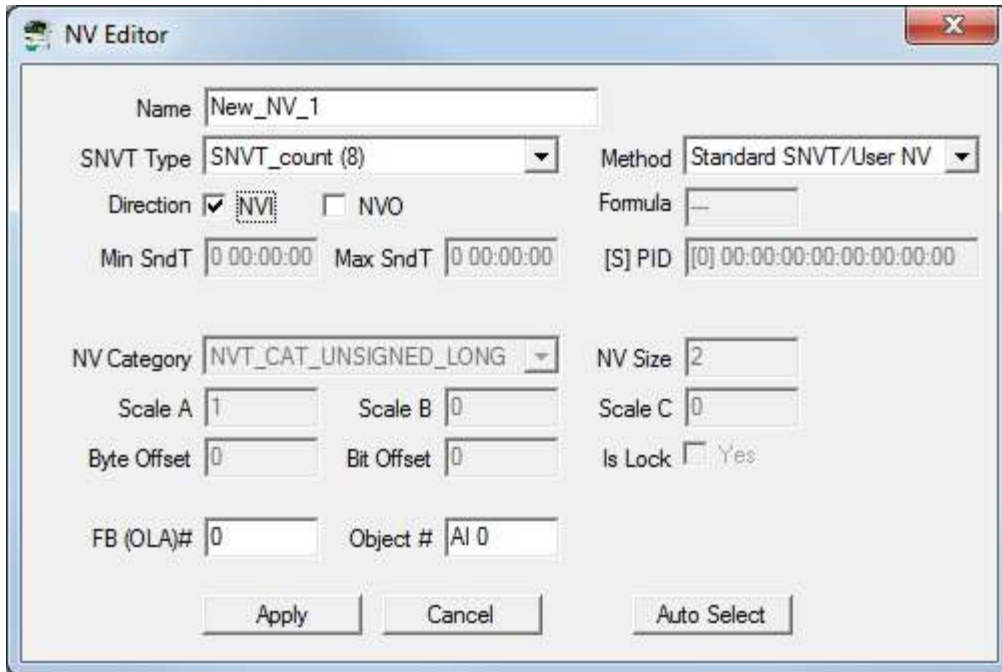 NV Editor
Name New_NV_1
SNVT Type SNVT_count (8) Method Standard SNVT/User NV
Direction NVI NVO Formula ---
Min SndT 0 00:00:00 Max SndT 0 00:00:00 [S] PID [0] 00:00:00:00:00:00:00:00
NV Category NVT_CAT_UNSIGNED_LONG NV Size 2
Scale A 1 Scale B 0 Scale C 0
Byte Offset 0 Bit Offset 0 Is Lock Yes
FB (OLA)# 0 Object # AI 0
Apply Cancel Auto Select